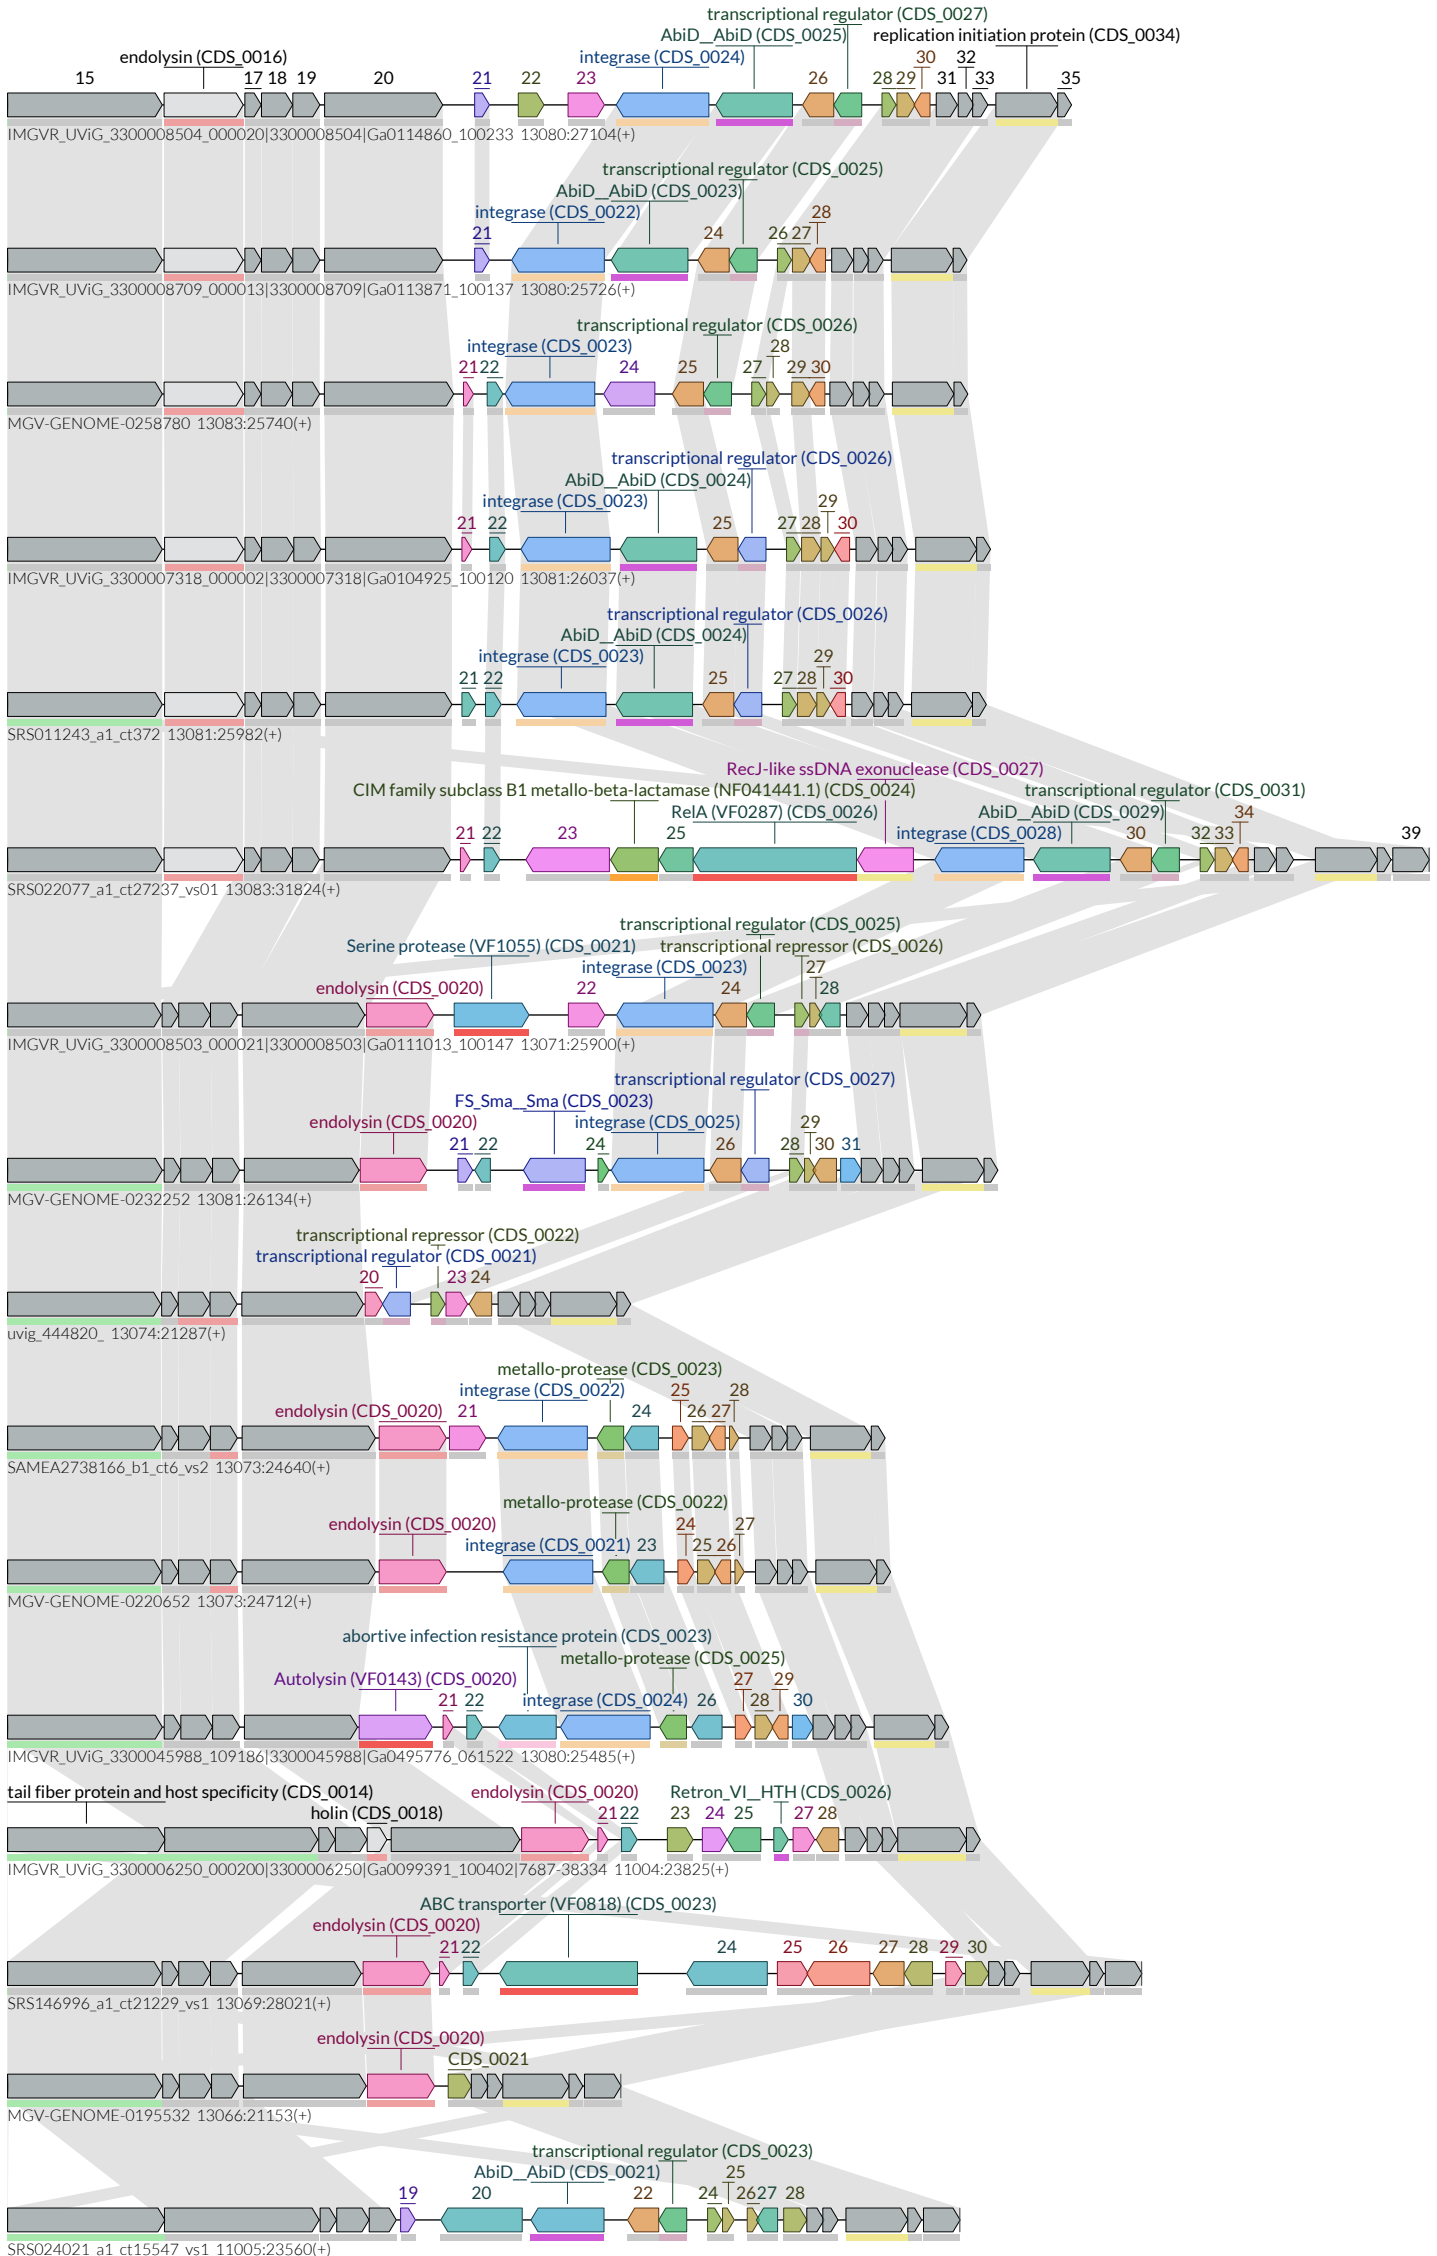 transcriptional regulator (CDS_0027)
AbiD__AbiD (CDS_0025) replication initiation protein (CDS_0034)
endolysin (CDS_0016) integrase (CDS_0024) 30 32
15 17 18 19 20 21 22 23 26 28 29 31 33 35
IMGVR_UViG_3300008504_000020|3300008504|Ga0114860_100233 13080:27104(+)
transcriptional regulator (CDS_0025)
AbiD__AbiD (CDS_0023)
integrase (CDS_0022) 28
21 24 26 27
IMGVR_UViG_3300008709_000013|3300008709|Ga0113871_100137 13080:25726(+)
transcriptional regulator (CDS_0026)
integrase (CDS_0023) 28
21 22 24 25 27 29 30
MGV-GENOME-0258780 13083:25740(+)
transcriptional regulator (CDS_0026)
AbiD__AbiD (CDS_0024)
integrase (CDS_0023) 29
21 22 25 27 28 30
IMGVR_UViG_3300007318_000002|3300007318|Ga0104925_100120 13081:26037(+)
transcriptional regulator (CDS_0026)
AbiD__AbiD (CDS_0024)
integrase (CDS_0023) 29
21 22 25 27 28 30
SRS011243_a1_ct372 13081:25982(+)
RecJ-like ssDNA exonuclease (CDS_0027)
CIM family subclass B1 metallo-beta-lactamase (NF041441.1) (CDS_0024) transcriptional regulator (CDS_0031)
RelA (VF0287) (CDS_0026) AbiD__AbiD (CDS_0029) 34
21 22 23 25 integrase (CDS_0028) 30 32 33 39
SRS022077_a1_ct27237_vs01 13083:31824(+)
transcriptional regulator (CDS_0025)
Serine protease (VF1055) (CDS_0021) transcriptional repressor (CDS_0026)
integrase (CDS_0023) 27
endolysin (CDS_0020) 22 24 28
IMGVR_UViG_3300008503_000021|3300008503|Ga0111013_100147 13071:25900(+)
transcriptional regulator (CDS_0027)
FS_Sma__Sma (CDS_0023)
endolysin (CDS_0020) integrase (CDS_0025) 29
21 22 24 26 28 30 31
MGV-GENOME-0232252 13081:26134(+)
transcriptional repressor (CDS_0022)
transcriptional regulator (CDS_0021)
20 23 24
uvig_444820_ 13074:21287(+)
metallo-protease (CDS_0023)
integrase (CDS_0022) 25 28
endolysin (CDS_0020) 21 24 26 27
SAMEA2738166_b1_ct6_vs2 13073:24640(+)
metallo-protease (CDS_0022)
endolysin (CDS_0020) 24 27
integrase (CDS_0021) 23 25 26
MGV-GENOME-0220652 13073:24712(+)
abortive infection resistance protein (CDS_0023)
metallo-protease (CDS_0025)
Autolysin (VF0143) (CDS_0020) 27 29
21 22 integrase (CDS_0024) 26 28 30
IMGVR_UViG_3300045988_109186|3300045988|Ga0495776_061522 13080:25485(+)
tail fiber protein and host specificity (CDS_0014) endolysin (CDS_0020) Retron_VI__HTH (CDS_0026)
holin (CDS_0018) 21 22 23 24 25 27 28
IMGVR_UViG_3300006250_000200|3300006250|Ga0099391_100402|7687-38334 11004:23825(+)
ABC transporter (VF0818) (CDS_0023)
endolysin (CDS_0020)
21 22 24 25 26 27 28 29 30
SRS146996_a1_ct21229_vs1 13069:28021(+)
endolysin (CDS_0020)
CDS_0021
MGV-GENOME-0195532 13066:21153(+)
transcriptional regulator (CDS_0023)
AbiD__AbiD (CDS_0021) 25
19 20 22 24 26 27 28
SRS024021_a1_ct15547_vs1 11005:23560(+)